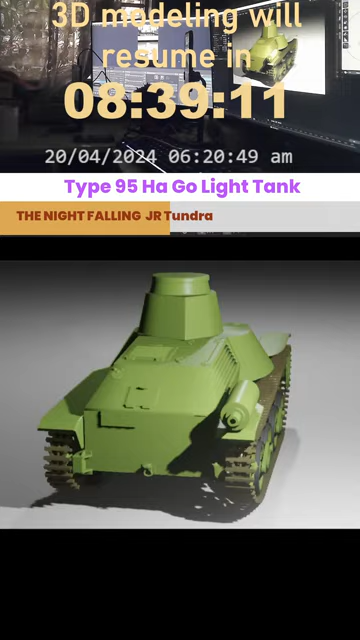 3D modeling will
resume in
08:39:11
20/04/2024 06:20:49 am
Type 95 Ha Go Light Tank
THE NIGHT FALLING JR Tundra